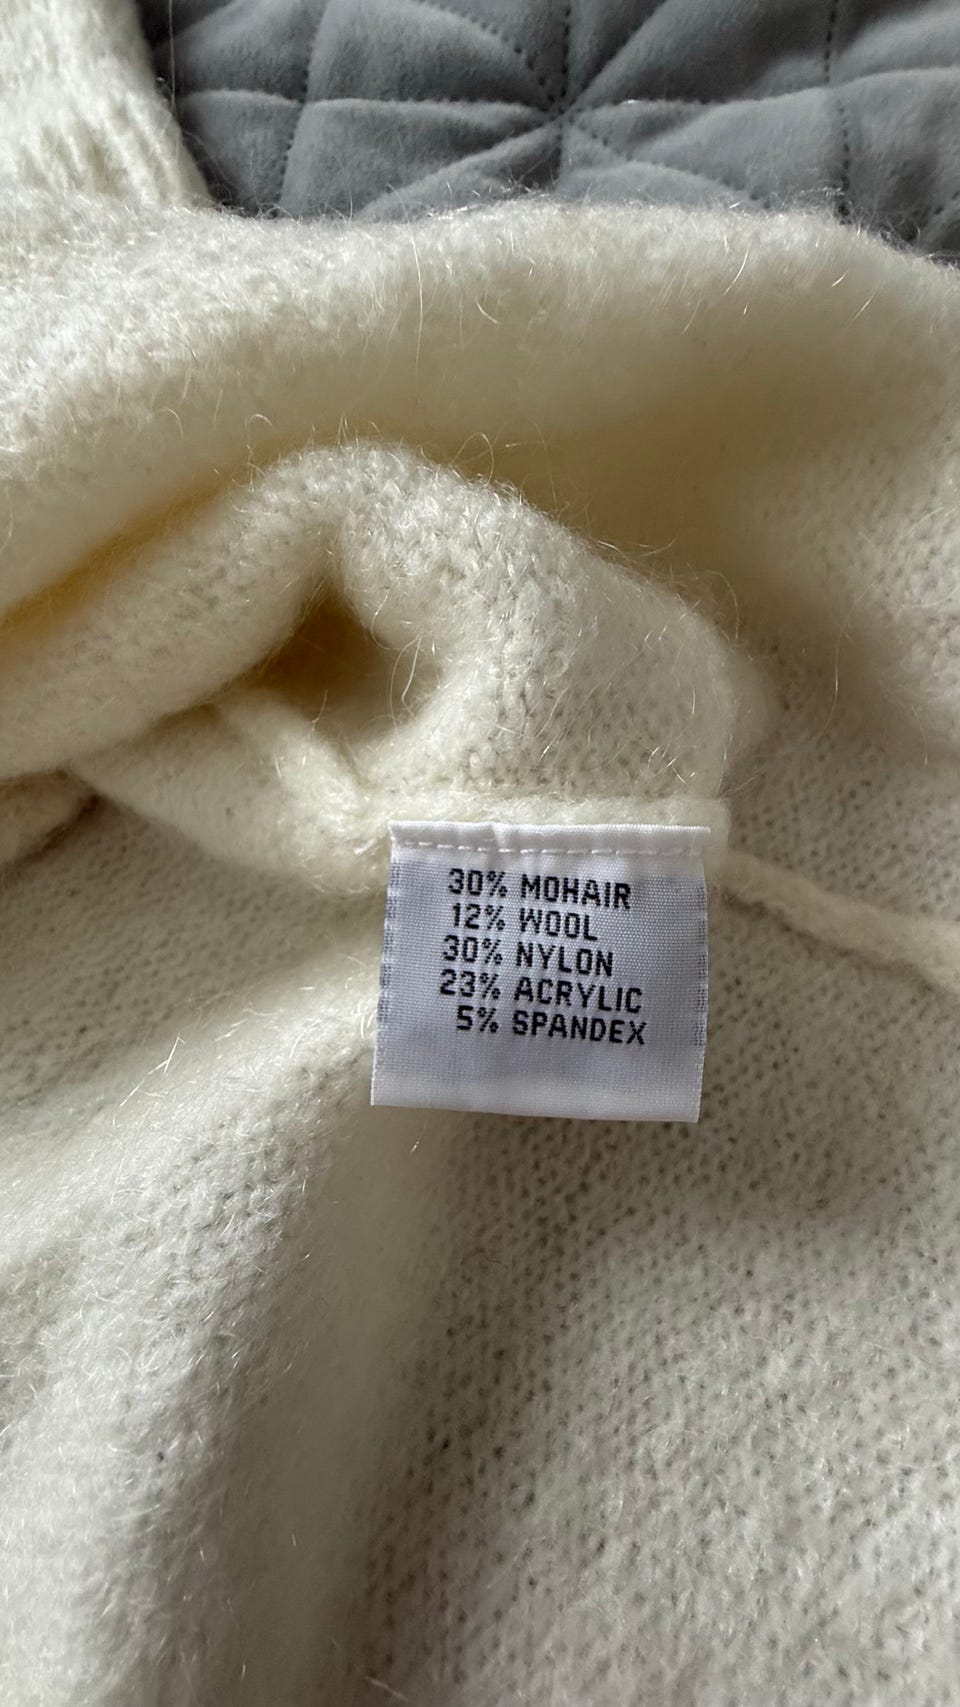 30% MOHAIR
12% WOOL
30% NYLON
23% ACRYLIC
5% SPANDEX